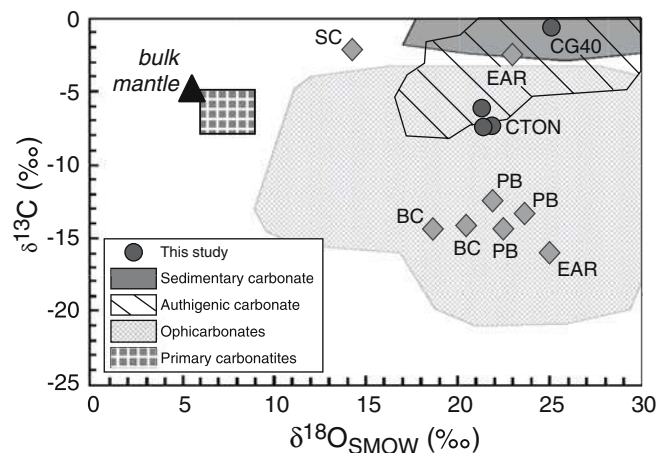 0
-5
-10
-15
-20
-25
δ13C (‰)
SC
CG40
bulk
mantle
EAR
CTON
PB
PB
BC
BC
PB
EAR
This study
Sedimentary carbonate
Authigenic carbonate
Ophicarbonates
Primary carbonatites
0 5 10 15 20 25 30
δ18OSMOW (‰)